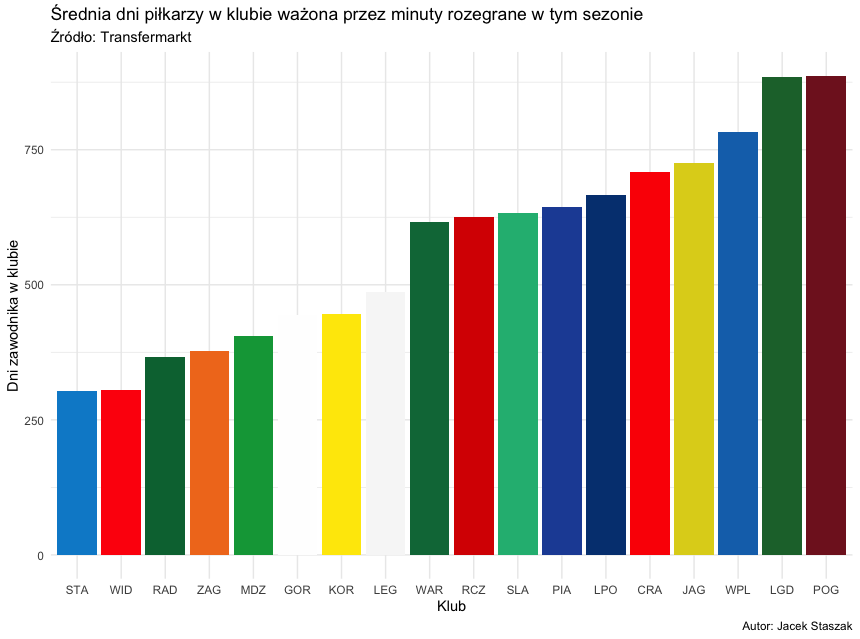 Średnia dni piłkarzy w klubie ważona przez minuty rozegrane w tym sezonie
Źródło: Transfermarkt
Dni zawodnika w klubie
750
500
250
0
STA WID RAD ZAG MDZ GOR KOR LEG WAR RCZ SLA PIA LPO CRA JAG WPL LGD POG
Klub
Autor: Jacek Staszak